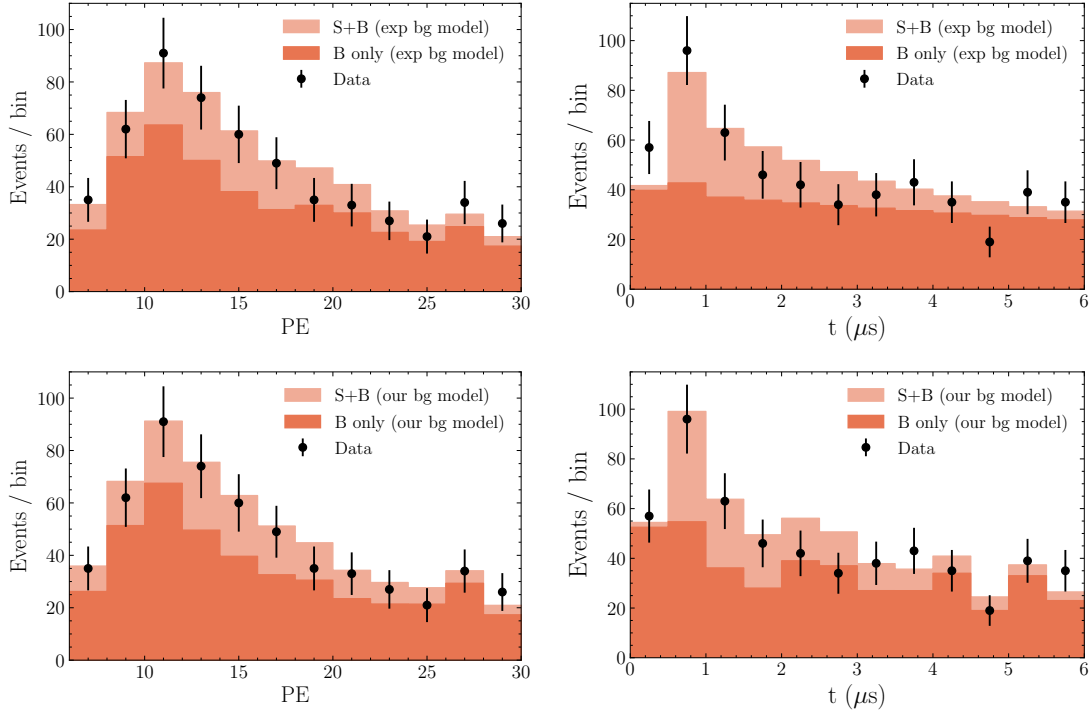 S+B (exp bg model)
B only (exp bg model)
Data
Events / bin
0
20
40
60
80
100
10
15
20
25
30
PE
S+B (exp bg model)
B only (exp bg model)
Data
Events / bin
0
20
40
60
80
100
0
1
2
3
4
5
6
t (μs)
S+B (our bg model)
B only (our bg model)
Data
Events / bin
0
20
40
60
80
100
10
15
20
25
30
PE
S+B (our bg model)
B only (our bg model)
Data
Events / bin
0
20
40
60
80
100
0
1
2
3
4
5
6
t (μs)